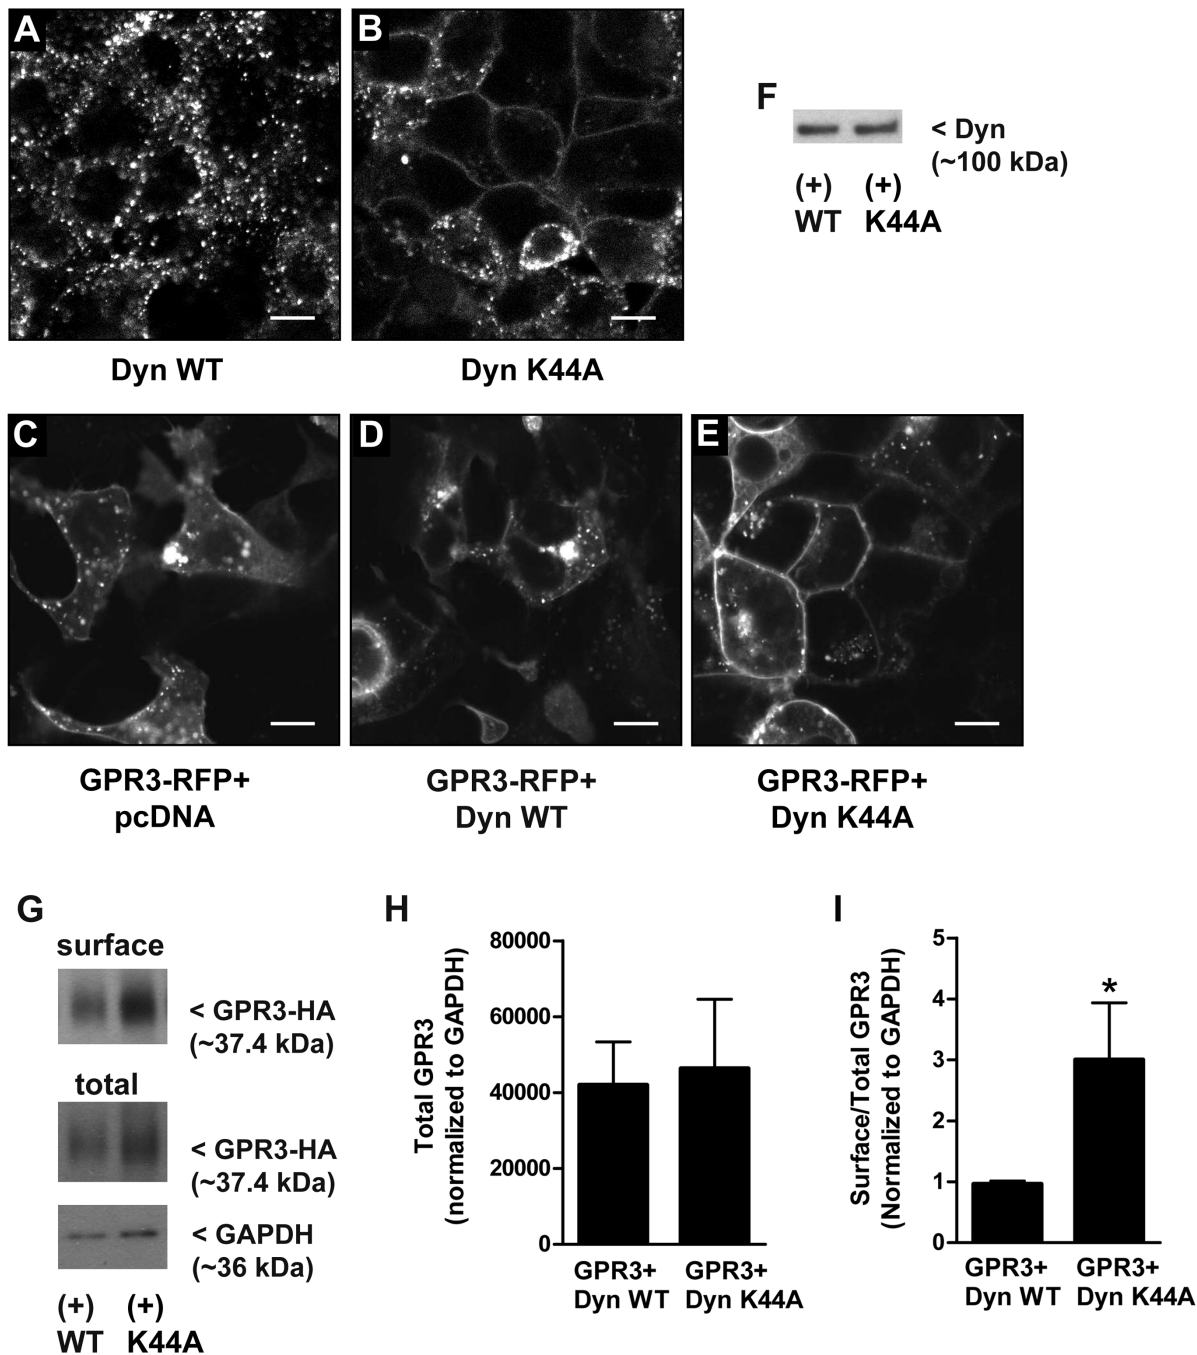 A
B
Dyn WT
Dyn K44A
F
< Dyn
(~100 kDa)
(+)
WT
(+)
K44A
C
D
E
GPR3-RFP+
pcDNA
GPR3-RFP+
Dyn WT
GPR3-RFP+
Dyn K44A
G
surface
< GPR3-HA
(~37.4 kDa)
total
< GPR3-HA
(~37.4 kDa)
< GAPDH
(~36 kDa)
(+)
WT
(+)
K44A
H
Total GPR3
(normalized to GAPDH)
80000
60000
40000
20000
0
GPR3+
Dyn WT
GPR3+
Dyn K44A
I
Surface/Total GPR3
(Normalized to GAPDH)
5
4
3
2
1
0
*
GPR3+
Dyn WT
GPR3+
Dyn K44A